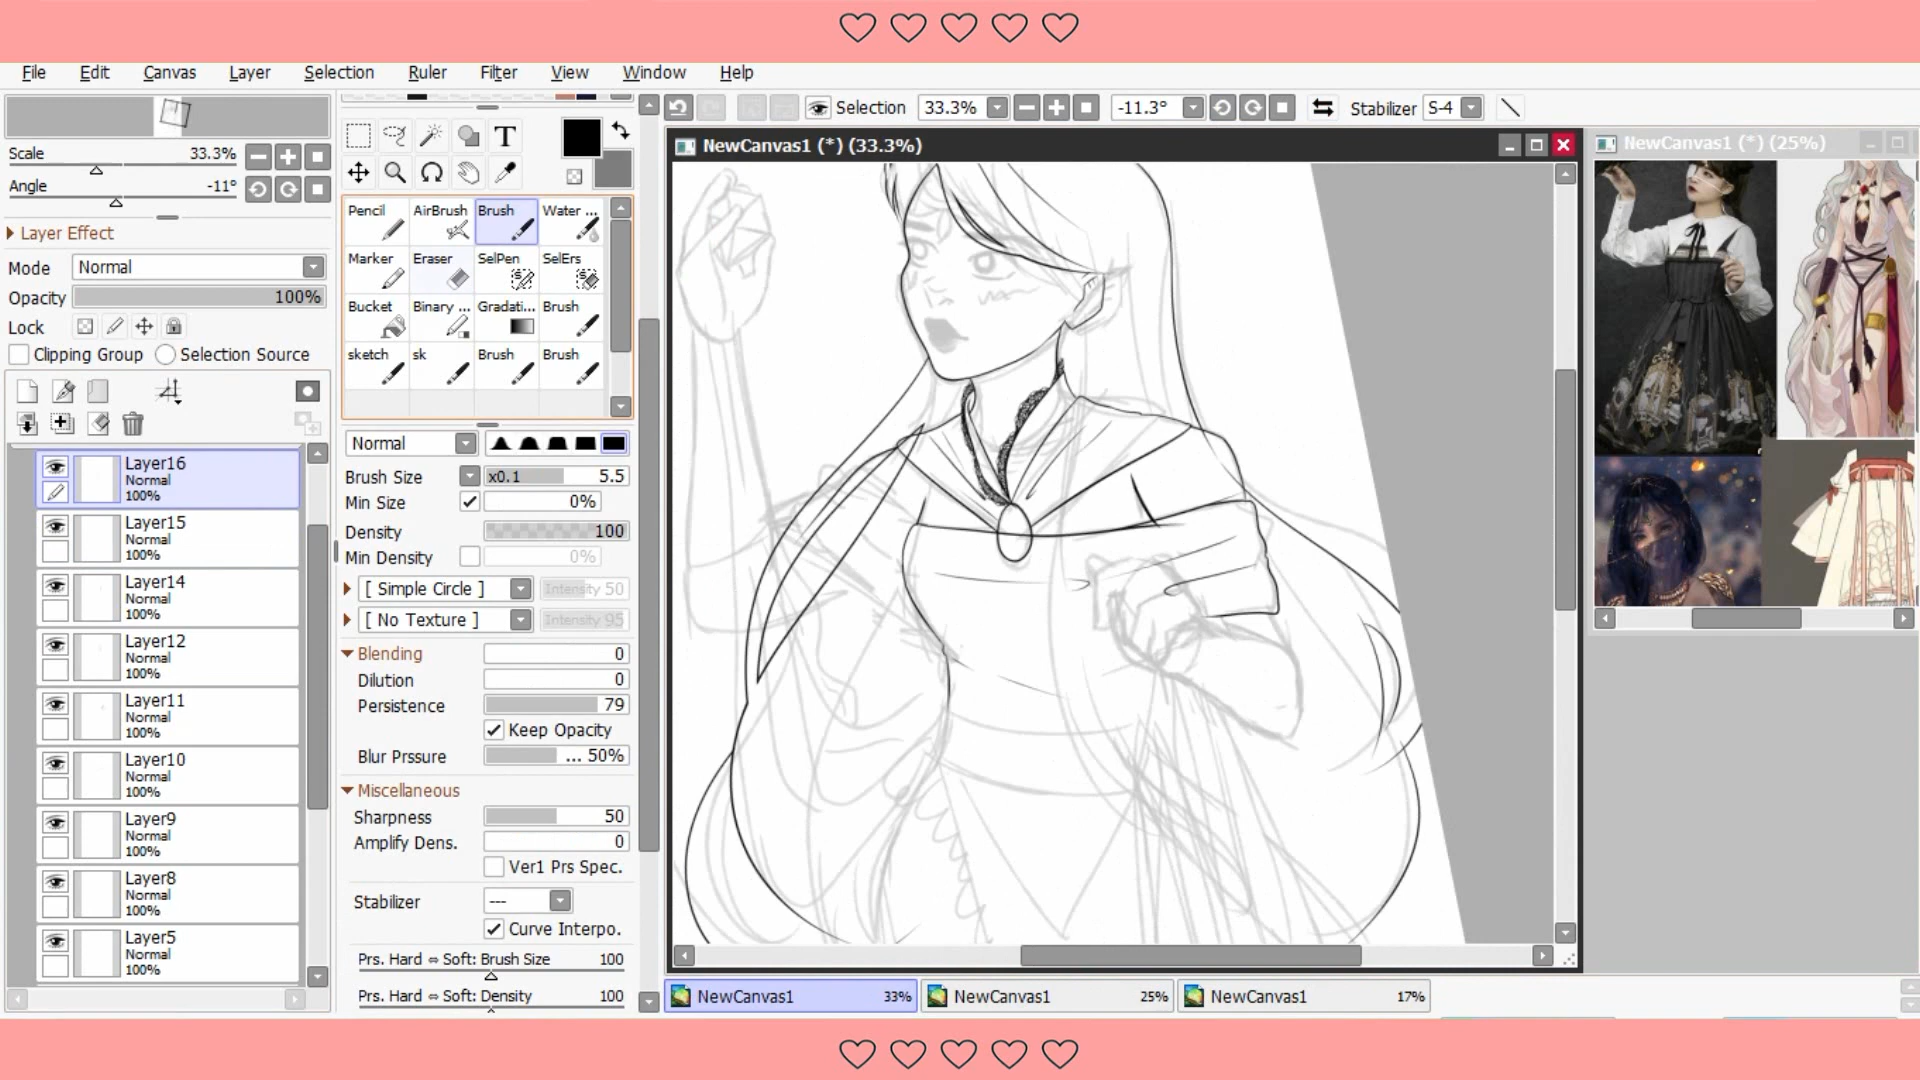 File Edit Canvas Layer Selection Ruler Filter View Window Help
Selection 33.3% -11.3° Stabilizer S-4
Scale 33.3%
Angle -11°
Layer Effect
Mode Normal
Opacity 100%
Lock
Clipping Group Selection Source
Layer16
Normal
100%
Layer15
Normal
100%
Layer14
Normal
100%
Layer12
Normal
100%
Layer11
Normal
100%
Layer10
Normal
100%
Layer9
Normal
100%
Layer8
Normal
100%
Layer5
Normal
100%
T
Pencil AirBrush Brush Water ...
Marker Eraser SelPen SelErs
Bucket Binary ... Gradati... Brush
sketch sk Brush Brush
Normal
Brush Size x0.1 5.5
Min Size 0%
Density 100
Min Density 0%
[ Simple Circle ] Intensity 50
[ No Texture ] Intensity 95
Blending 0
Dilution 0
Persistence 79
Keep Opacity
Blur Prssure ... 50%
Miscellaneous
Sharpness 50
Amplify Dens. 0
Ver1 Prs Spec.
Stabilizer ---
Curve Interpo.
Prs. Hard ⇔ Soft: Brush Size 100
Prs. Hard ⇔ Soft: Density 100
NewCanvas1 (*) (33.3%)
NewCanvas1 (*) (25%)
NewCanvas1 33%
NewCanvas1 25%
NewCanvas1 17%